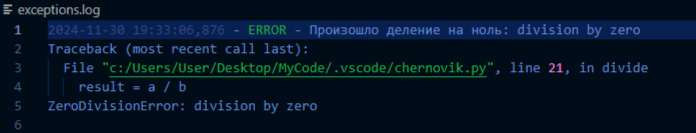 exceptions.log
1 2024-11-30 19:33:06,876 - ERROR - Произошло деление на ноль: division by zero
2 Traceback (most recent call last):
3 File "c:/Users/User/Desktop/MyCode/.vscode/chernovik.py", line 21, in divide
4 result = a / b
5 ZeroDivisionError: division by zero
6